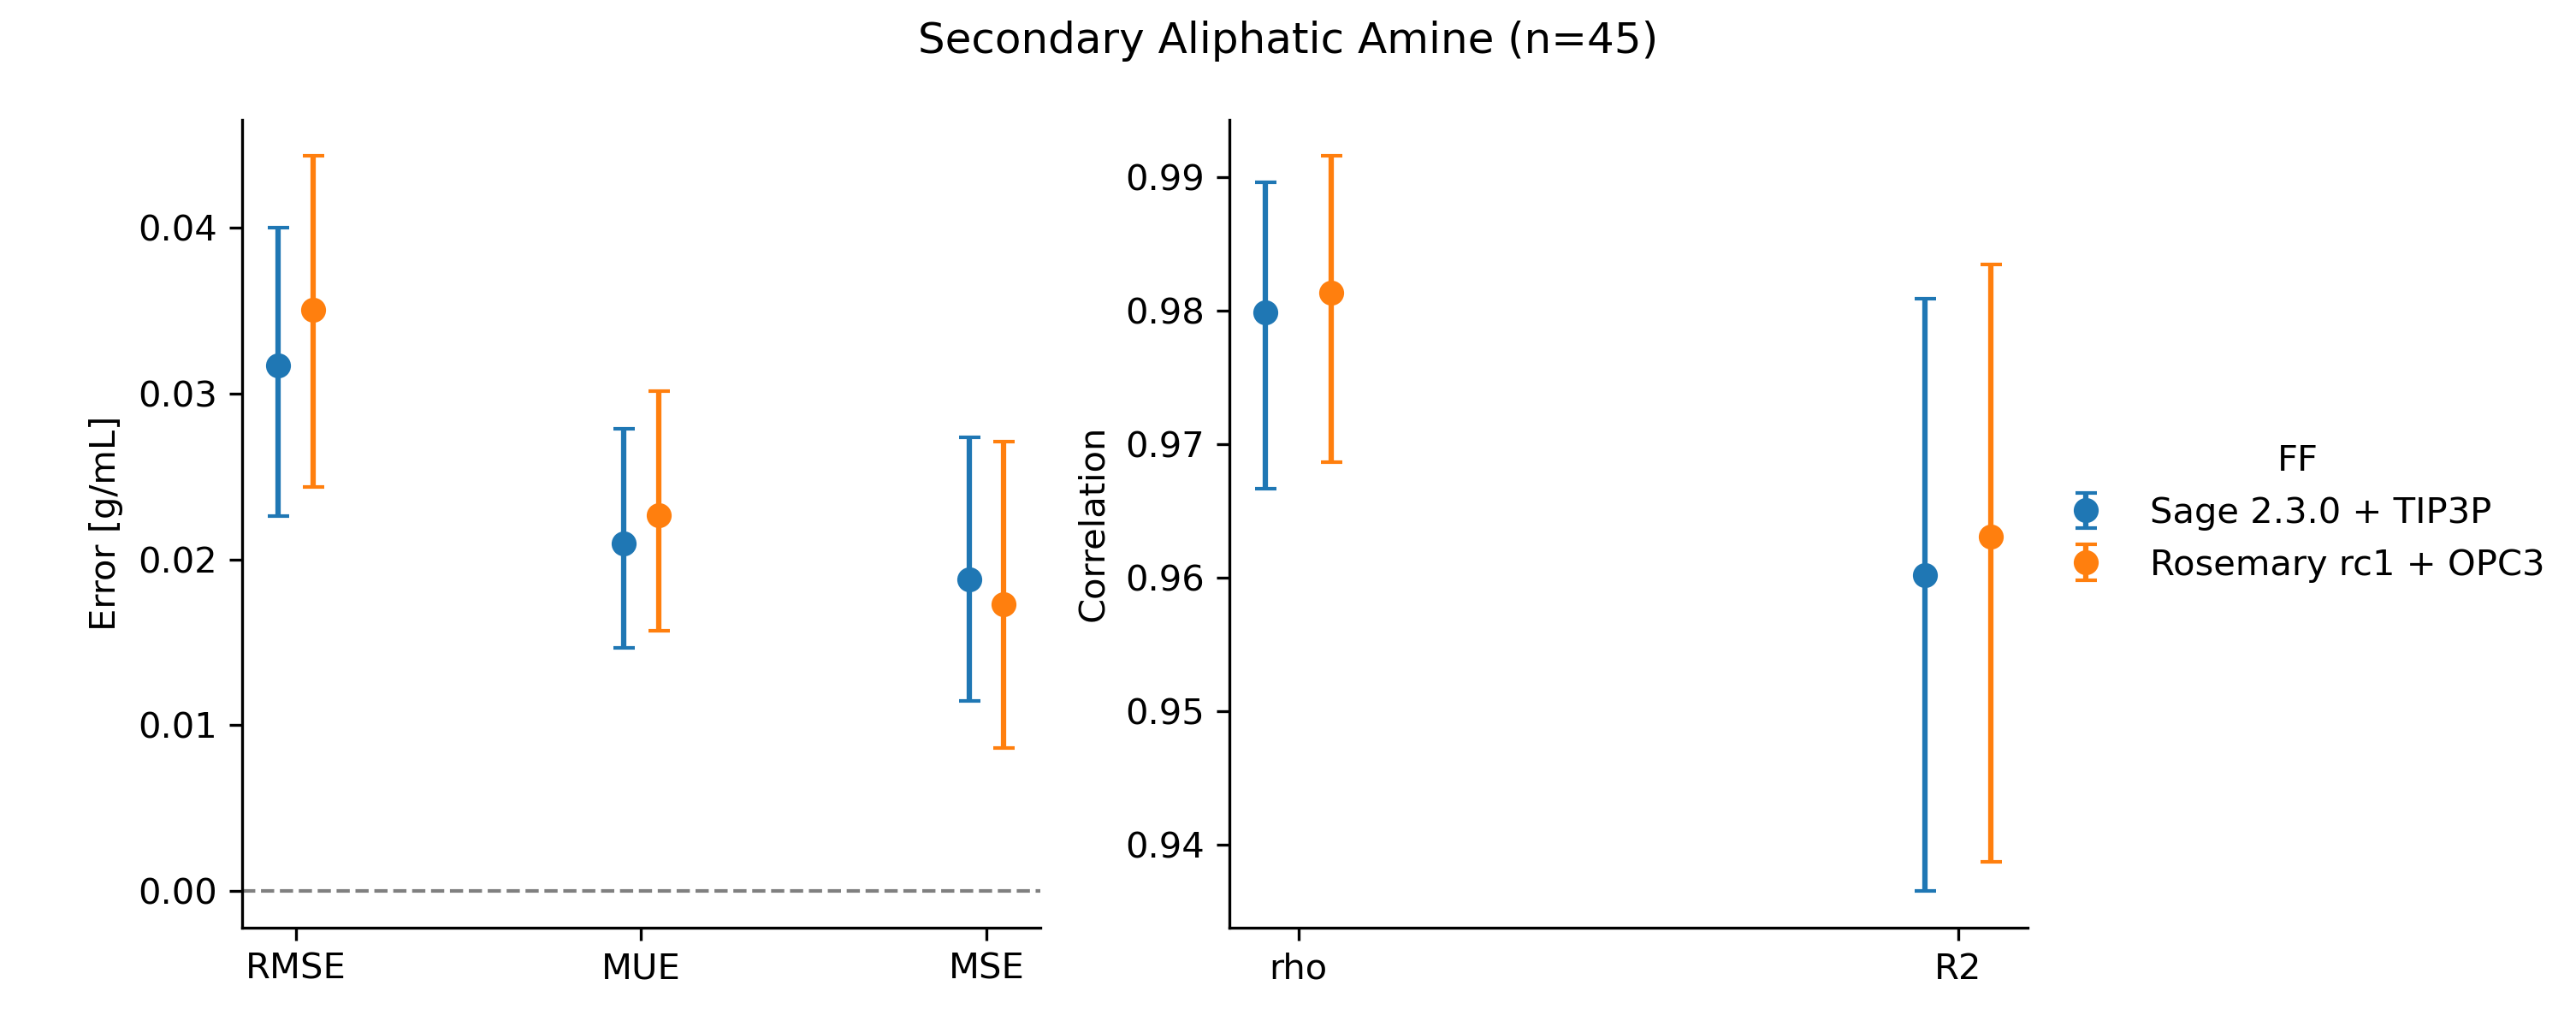 Secondary Aliphatic Amine (n=45)
Error [g/mL]
0.04
0.03
0.02
0.01
0.00
RMSE
MUE
MSE
Correlation
0.99
0.98
0.97
0.96
0.95
0.94
rho
R2
FF
Sage 2.3.0 + TIP3P
Rosemary rc1 + OPC3